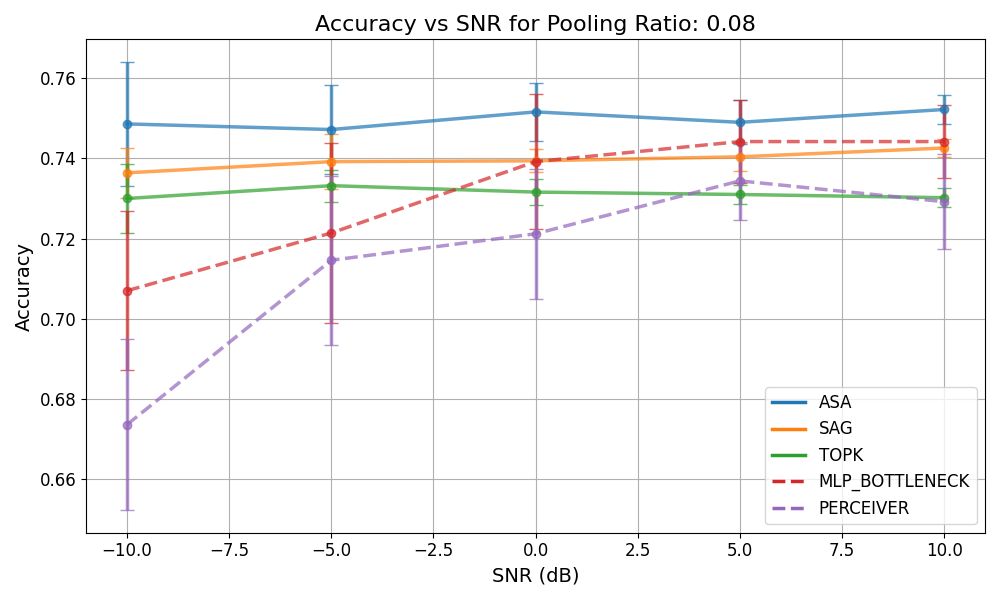 Accuracy vs SNR for Pooling Ratio: 0.08
Accuracy
0.76
0.74
0.72
0.70
0.68
0.66
ASA
SAG
TOPK
MLP_BOTTLENECK
PERCEIVER
−10.0 −7.5 −5.0 −2.5 0.0 2.5 5.0 7.5 10.0
SNR (dB)